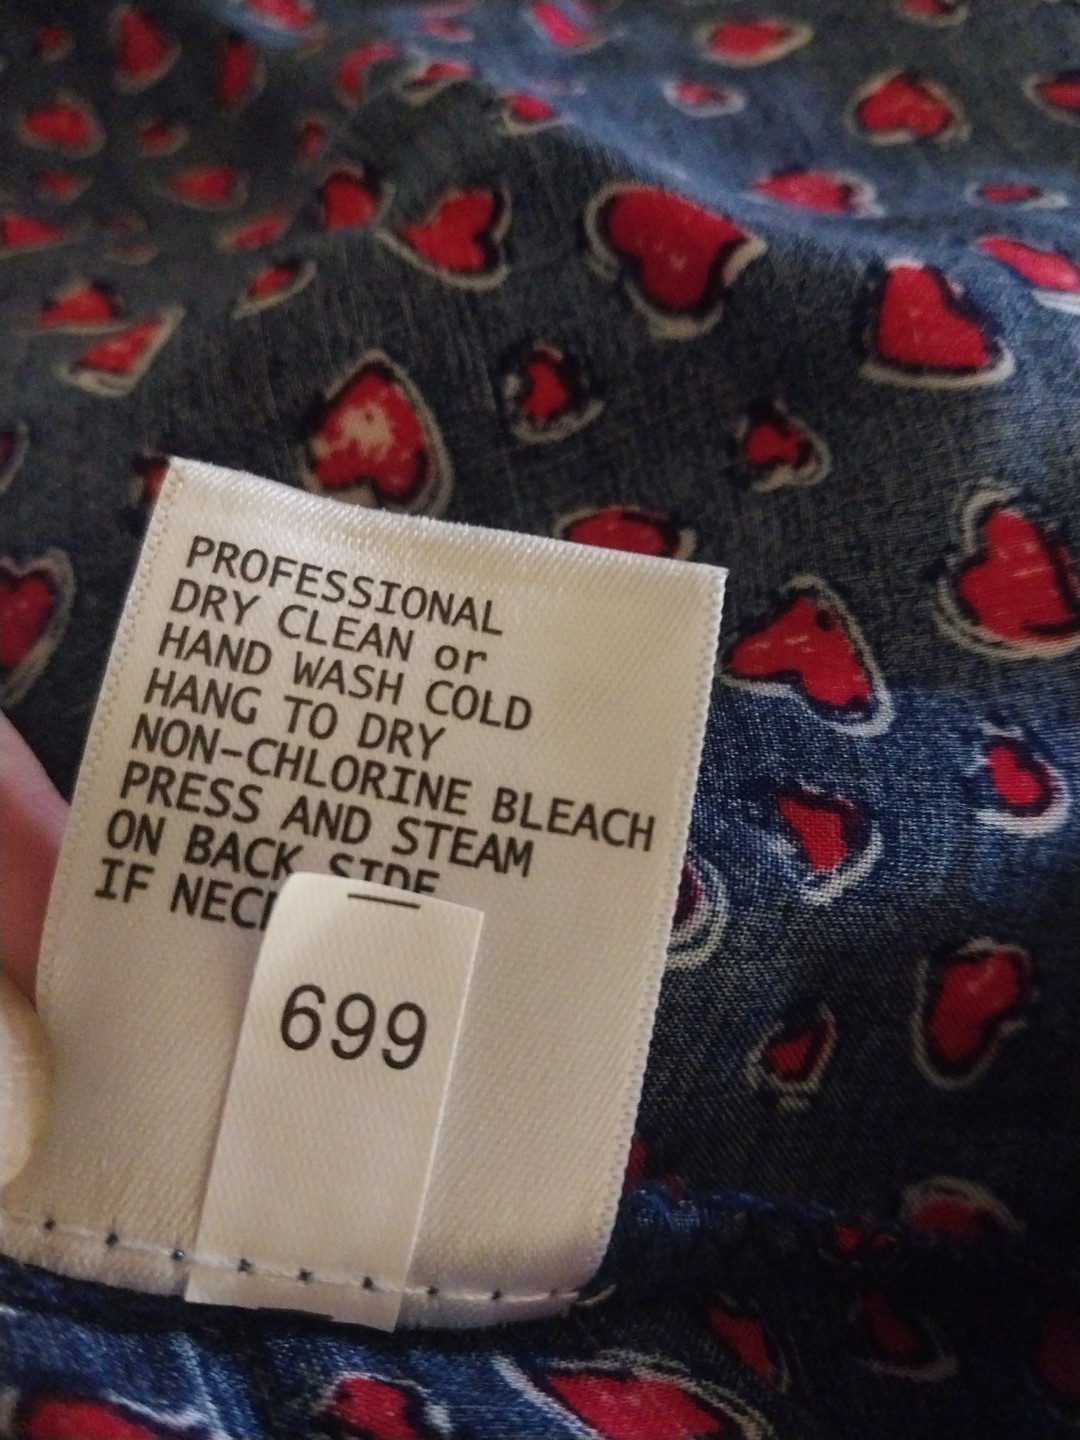 PROFESSIONAL
DRY CLEAN or
HAND WASH COLD
HANG TO DRY
NON-CHLORINE BLEACH
PRESS AND STEAM
ON BACK SIDE
IF
699